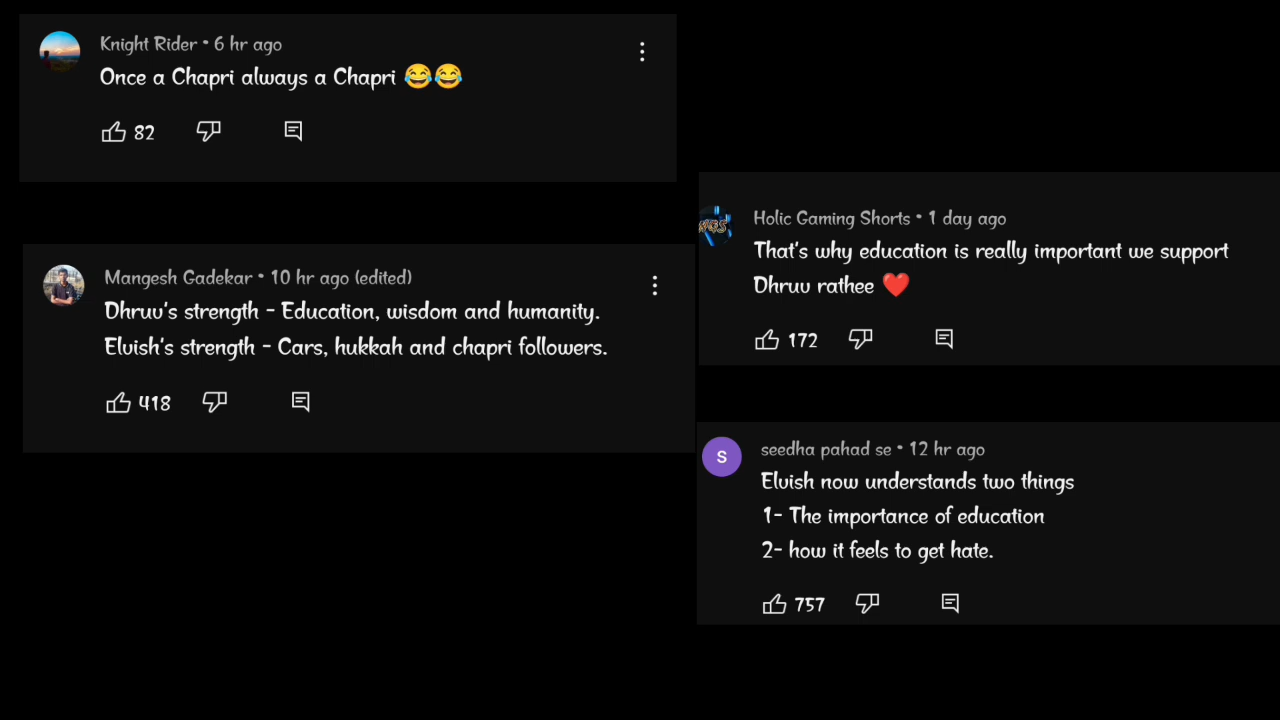 Knight Rider • 6 hr ago
Once a Chapri always a Chapri 😂😂
82
Mangesh Gadekar • 10 hr ago (edited)
Dhruv's strength - Education, wisdom and humanity.
Elvish's strength - Cars, hukkah and chapri followers.
418
Holic Gaming Shorts • 1 day ago
That's why education is really important we support
Dhruv rathee ❤️
172
S
seedha pahad se • 12 hr ago
Elvish now understands two things
1- The importance of education
2- how it feels to get hate.
757